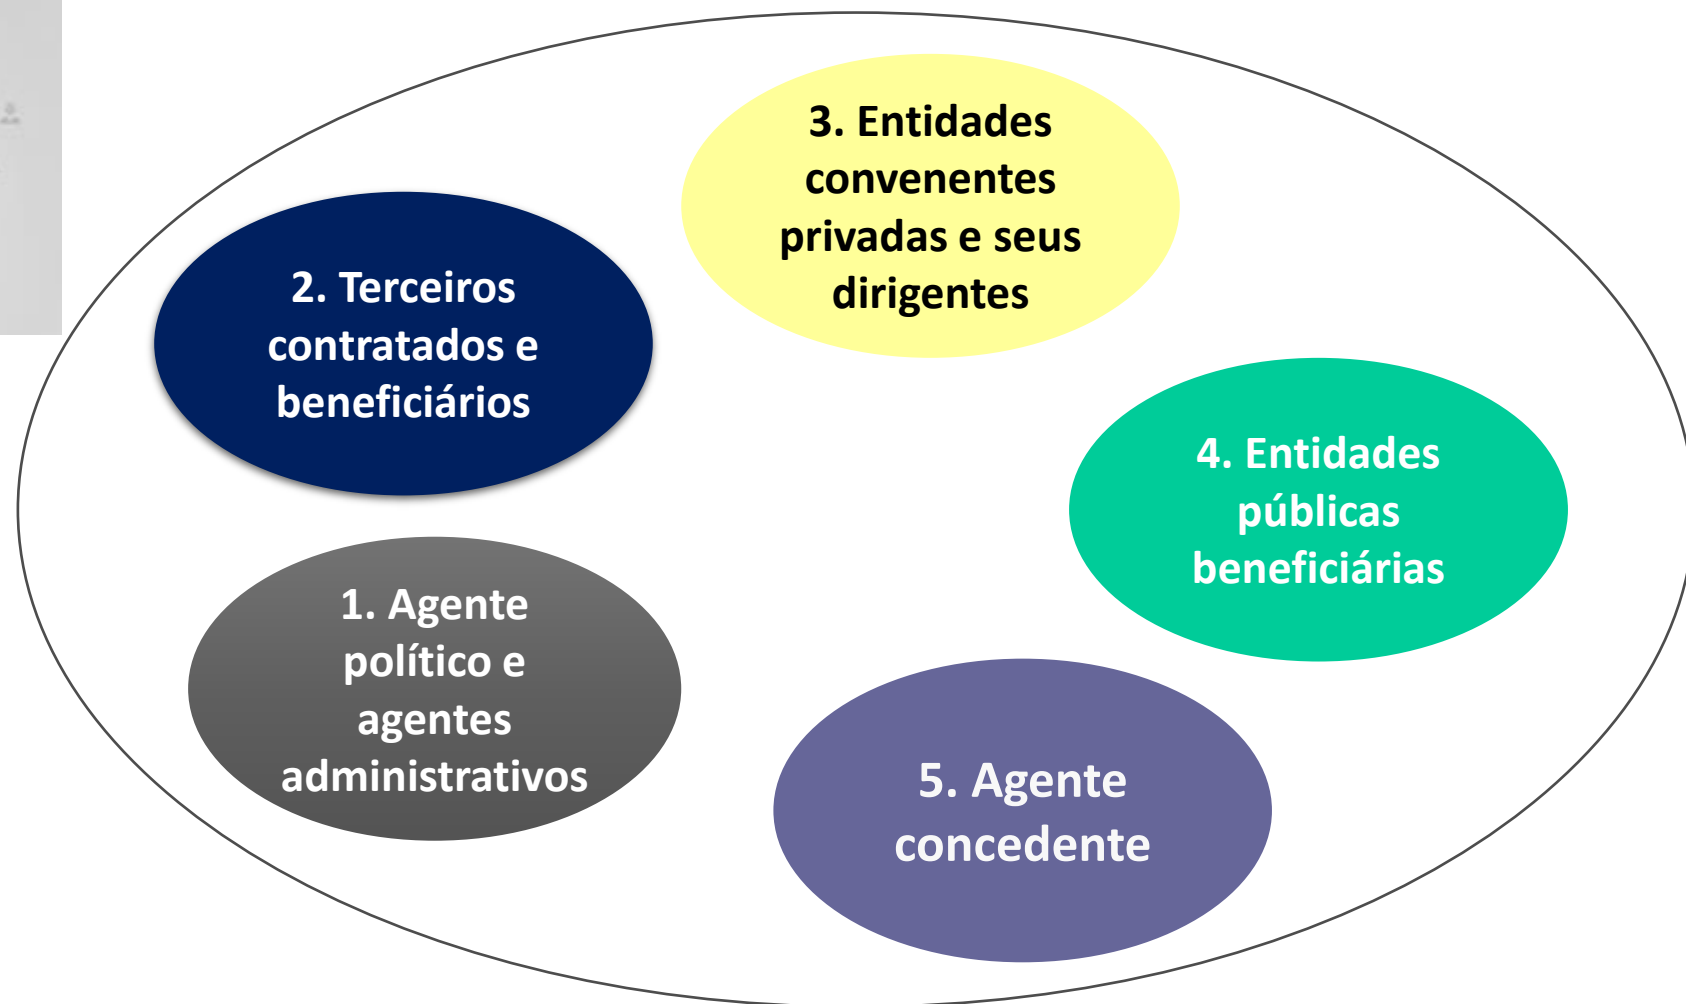 3. Entidades
convenentes
privadas e seus
dirigentes
2. Terceiros
contratados e
beneficiários
4. Entidades
públicas
beneficiárias
1. Agente
político e
agentes
administrativos
5. Agente
concedente